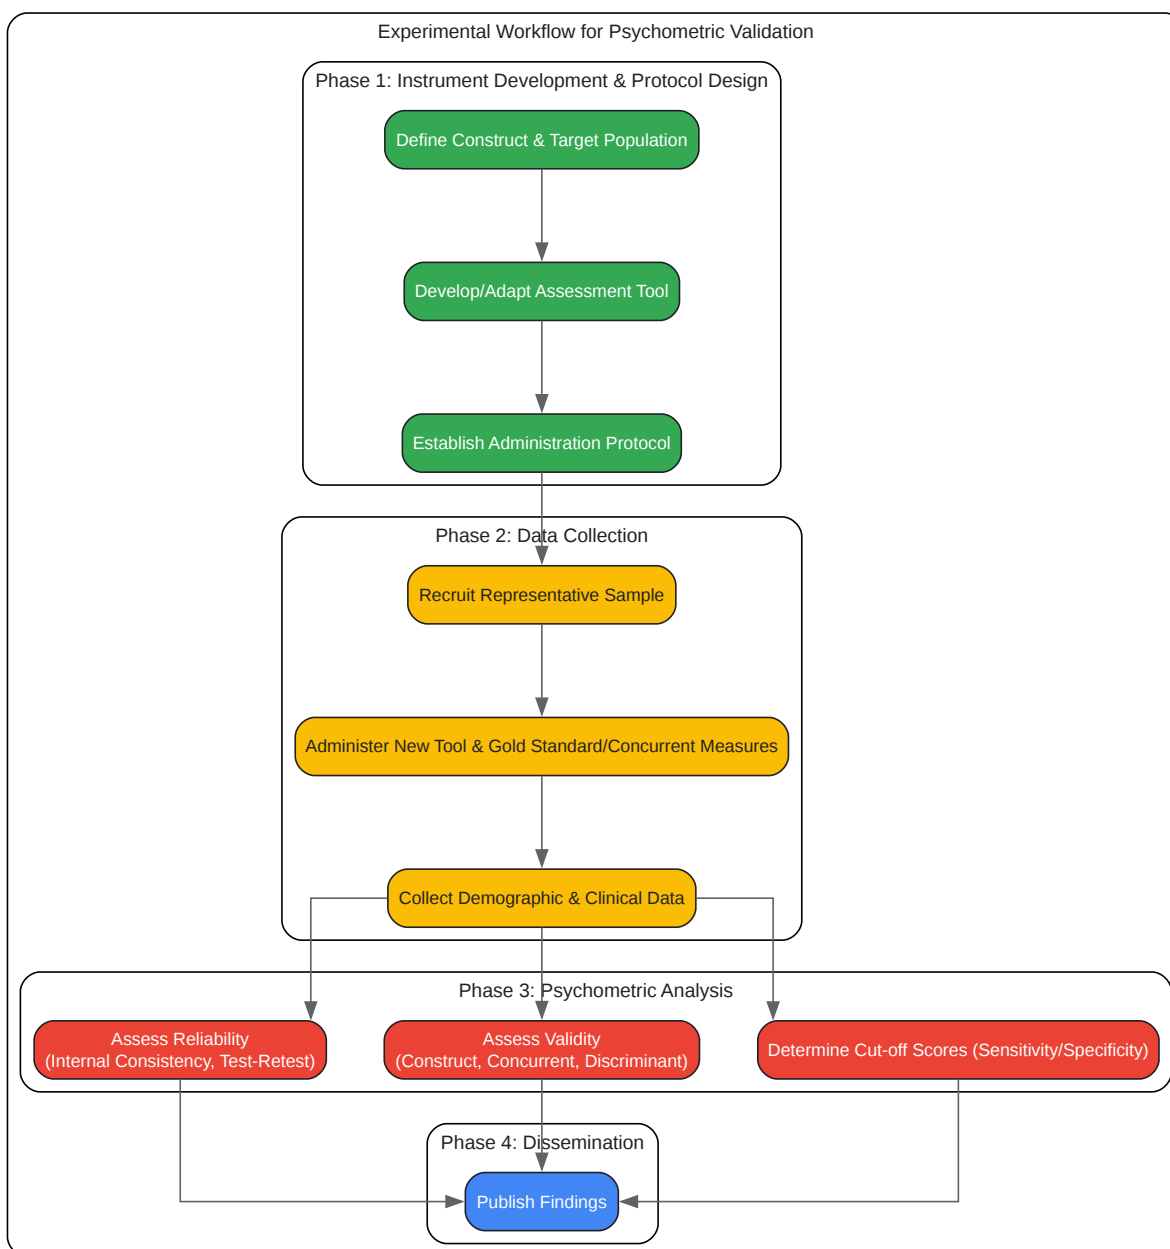 Experimental Workflow for Psychometric Validation
Phase 1: Instrument Development & Protocol Design
Define Construct & Target Population
Develop/Adapt Assessment Tool
Establish Administration Protocol
Phase 2: Data Collection
Recruit Representative Sample
Administer New Tool & Gold Standard/Concurrent Measures
Collect Demographic & Clinical Data
Phase 3: Psychometric Analysis
Assess Reliability
(Internal Consistency, Test-Retest)
Assess Validity
(Construct, Concurrent, Discriminant)
Determine Cut-off Scores (Sensitivity/Specificity)
Phase 4: Dissemination
Publish Findings